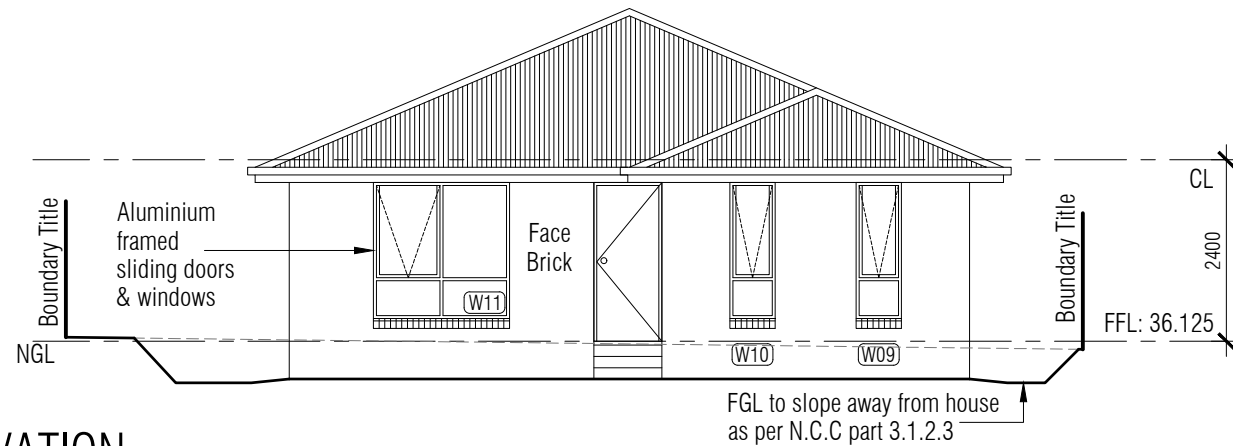 CL
Boundary Title
Aluminium
framed
sliding doors
& windows
Face
Brick
W11
Boundary Title
2400
FFL: 36.125
NGL
W10
W09
FGL to slope away from house
as per N.C.C part 3.1.2.3